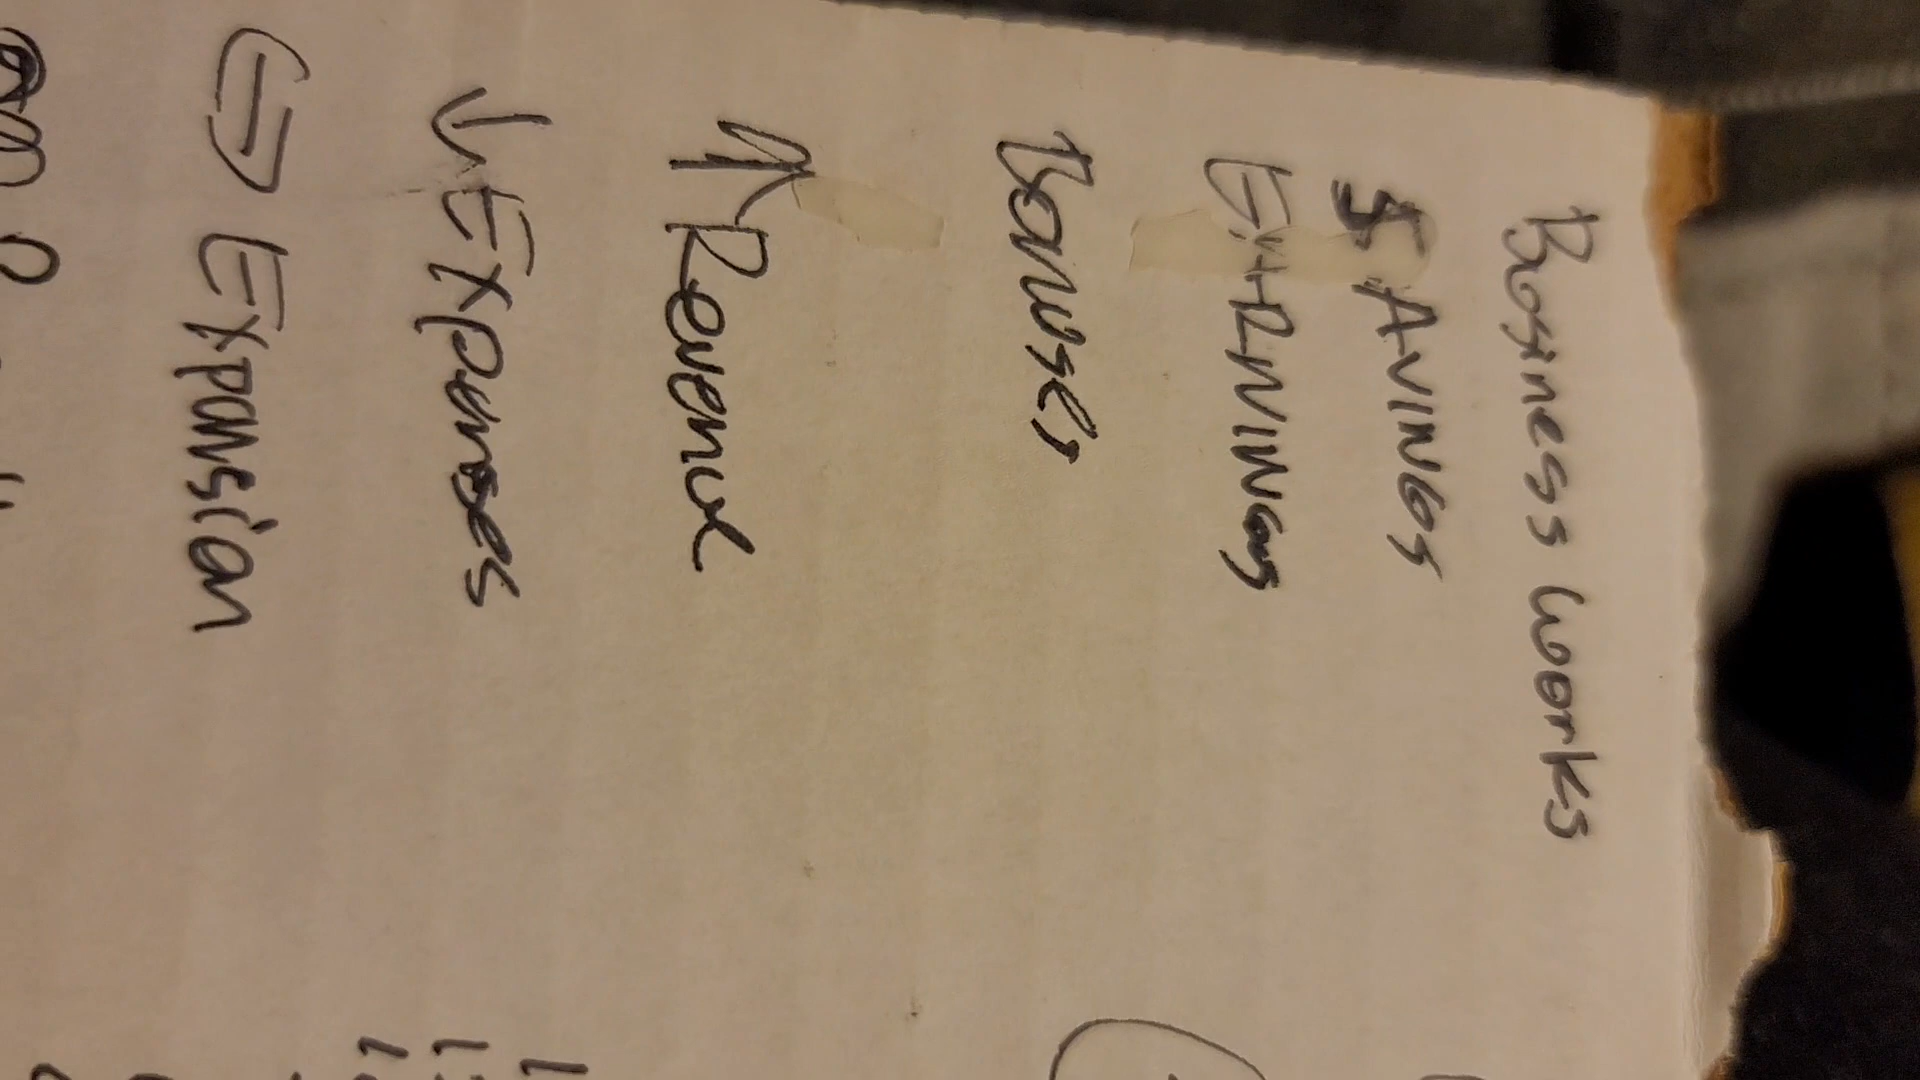 Business Works
$AVINGS
EARNINGS
Bonuses
↑ Revenue
↓ Expenses
⇔ Expansion